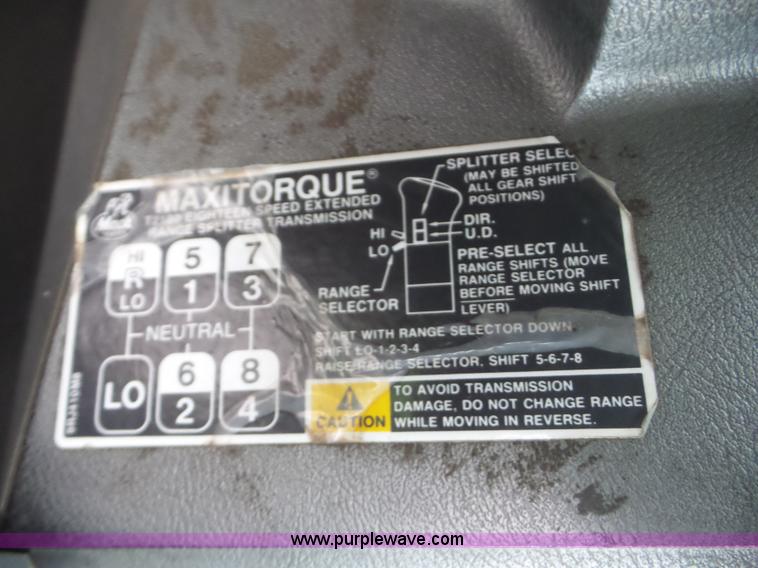 Mack
MAXITORQUE®
EIGHTEEN SPEED EXTENDED
RANGE SPLITTER TRANSMISSION
HI
R
LO
5
1
7
3
NEUTRAL
LO
6
2
8
4
SPLITTER SELEC
(MAY BE SHIFTED
ALL GEAR SHIFT
POSITIONS)
DIR.
U.D.
HI
LO
RANGE
SELECTOR
PRE-SELECT ALL
RANGE SHIFTS (MOVE
RANGE SELECTOR
BEFORE MOVING SHIFT
LEVER)
START WITH RANGE SELECTOR DOWN,
SHIFT LO-1-2-3-4
RAISE RANGE SELECTOR, SHIFT 5-6-7-8
CAUTION
TO AVOID TRANSMISSION
DAMAGE, DO NOT CHANGE RANGE
WHILE MOVING IN REVERSE.
www.purplewave.com